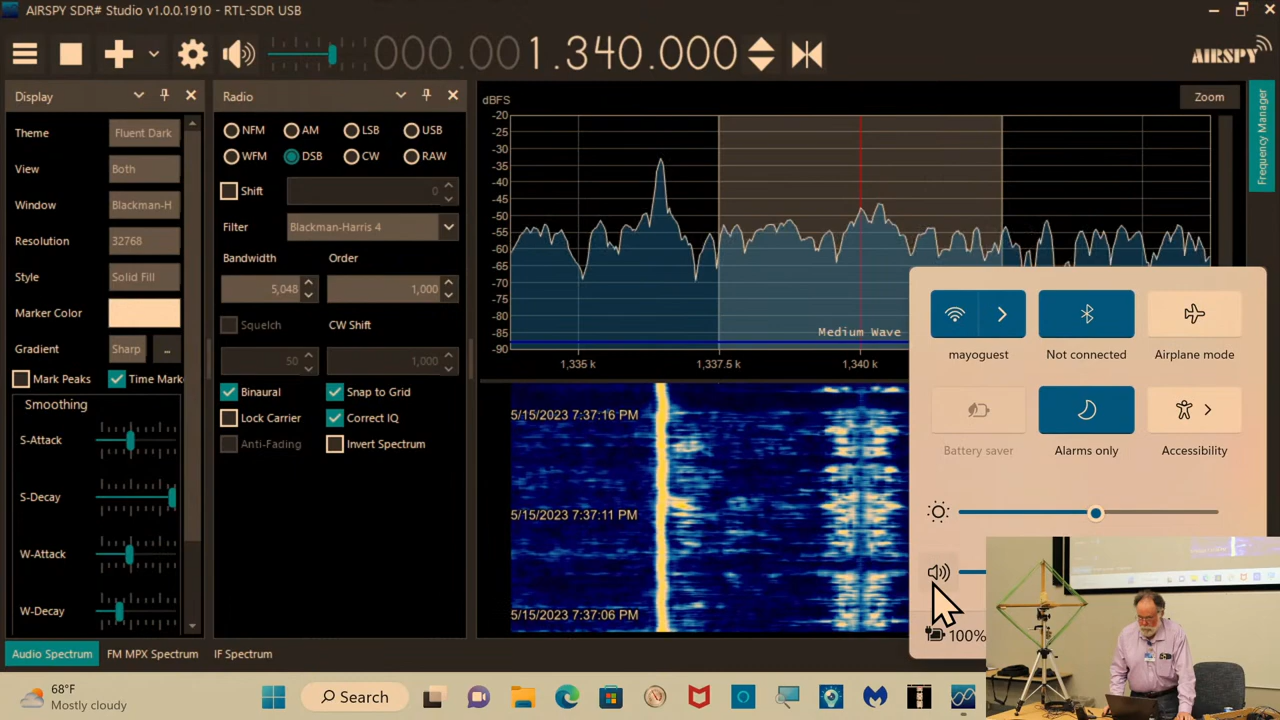 AIRSPY SDR# Studio v1.0.0.1910 - RTL-SDR USB
000.001.340.000
AIRSPY
Display
Theme Fluent Dark
View Both
Window Blackman-H
Resolution 32768
Style Solid Fill
Marker Color
Gradient Sharp ...
Mark Peaks Time Mark
Smoothing
S-Attack
S-Decay
W-Attack
W-Decay
Radio
NFM AM LSB USB
WFM DSB CW RAW
Shift 0
Filter Blackman-Harris 4
Bandwidth Order
5,048 1,000
Squelch CW Shift
50 1,000
Binaural Snap to Grid
Lock Carrier Correct IQ
Anti-Fading Invert Spectrum
dBFS
Zoom
Frequency Manager
-20
-35
-40
-45
-50
-55
-60
-65
-70
-75
-80
-85
-90
Medium Wave
1,335 k 1,337.5 k 1,340 k
5/15/2023 7:37:16 PM
5/15/2023 7:37:11 PM
5/15/2023 7:37:06 PM
mayoguest Not connected Airplane mode
Battery saver Alarms only Accessibility
100%
Audio Spectrum FM MPX Spectrum IF Spectrum
68°F
Mostly cloudy
Search